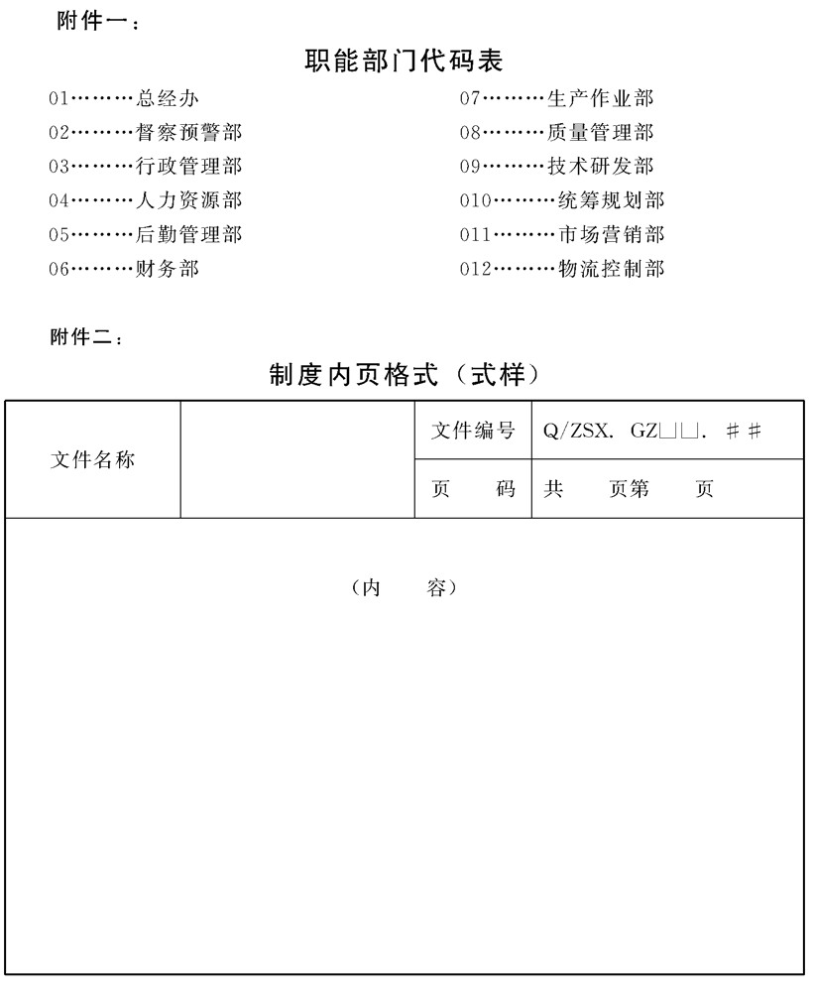 附件一：
职能部门代码表
01………总经办
02………督察预警部
03………行政管理部
04………人力资源部
05………后勤管理部
06………财务部
07………生产作业部
08………质量管理部
09………技术研发部
010………统筹规划部
011………市场营销部
012………物流控制部
附件二：
制度内页格式（式样）
文件名称
文件编号 Q/ZSX. GZ□□. ##
页 码 共 页第 页
（内 容）